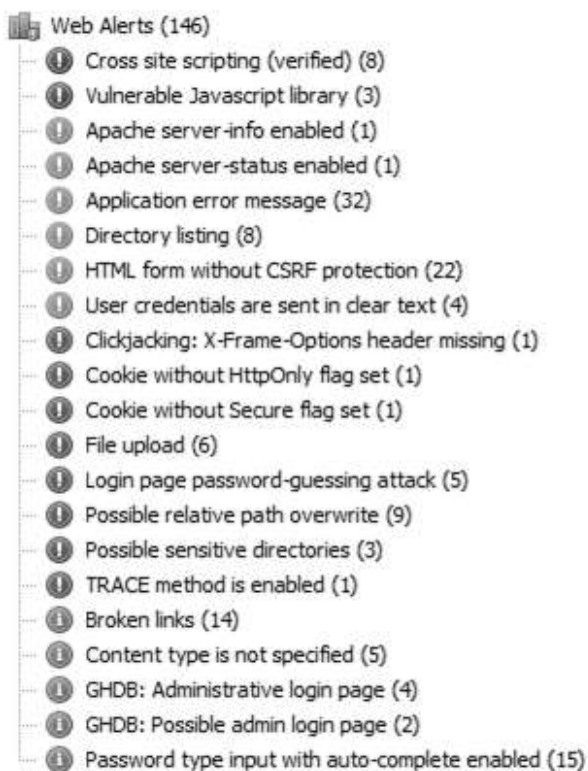 Web Alerts (146)
Cross site scripting (verified) (8)
Vulnerable Javascript library (3)
Apache server-info enabled (1)
Apache server-status enabled (1)
Application error message (32)
Directory listing (8)
HTML form without CSRF protection (22)
User credentials are sent in clear text (4)
Clickjacking: X-Frame-Options header missing (1)
Cookie without HttpOnly flag set (1)
Cookie without Secure flag set (1)
File upload (6)
Login page password-guessing attack (5)
Possible relative path overwrite (9)
Possible sensitive directories (3)
TRACE method is enabled (1)
Broken links (14)
Content type is not specified (5)
GHDB: Administrative login page (4)
GHDB: Possible admin login page (2)
Password type input with auto-complete enabled (15)